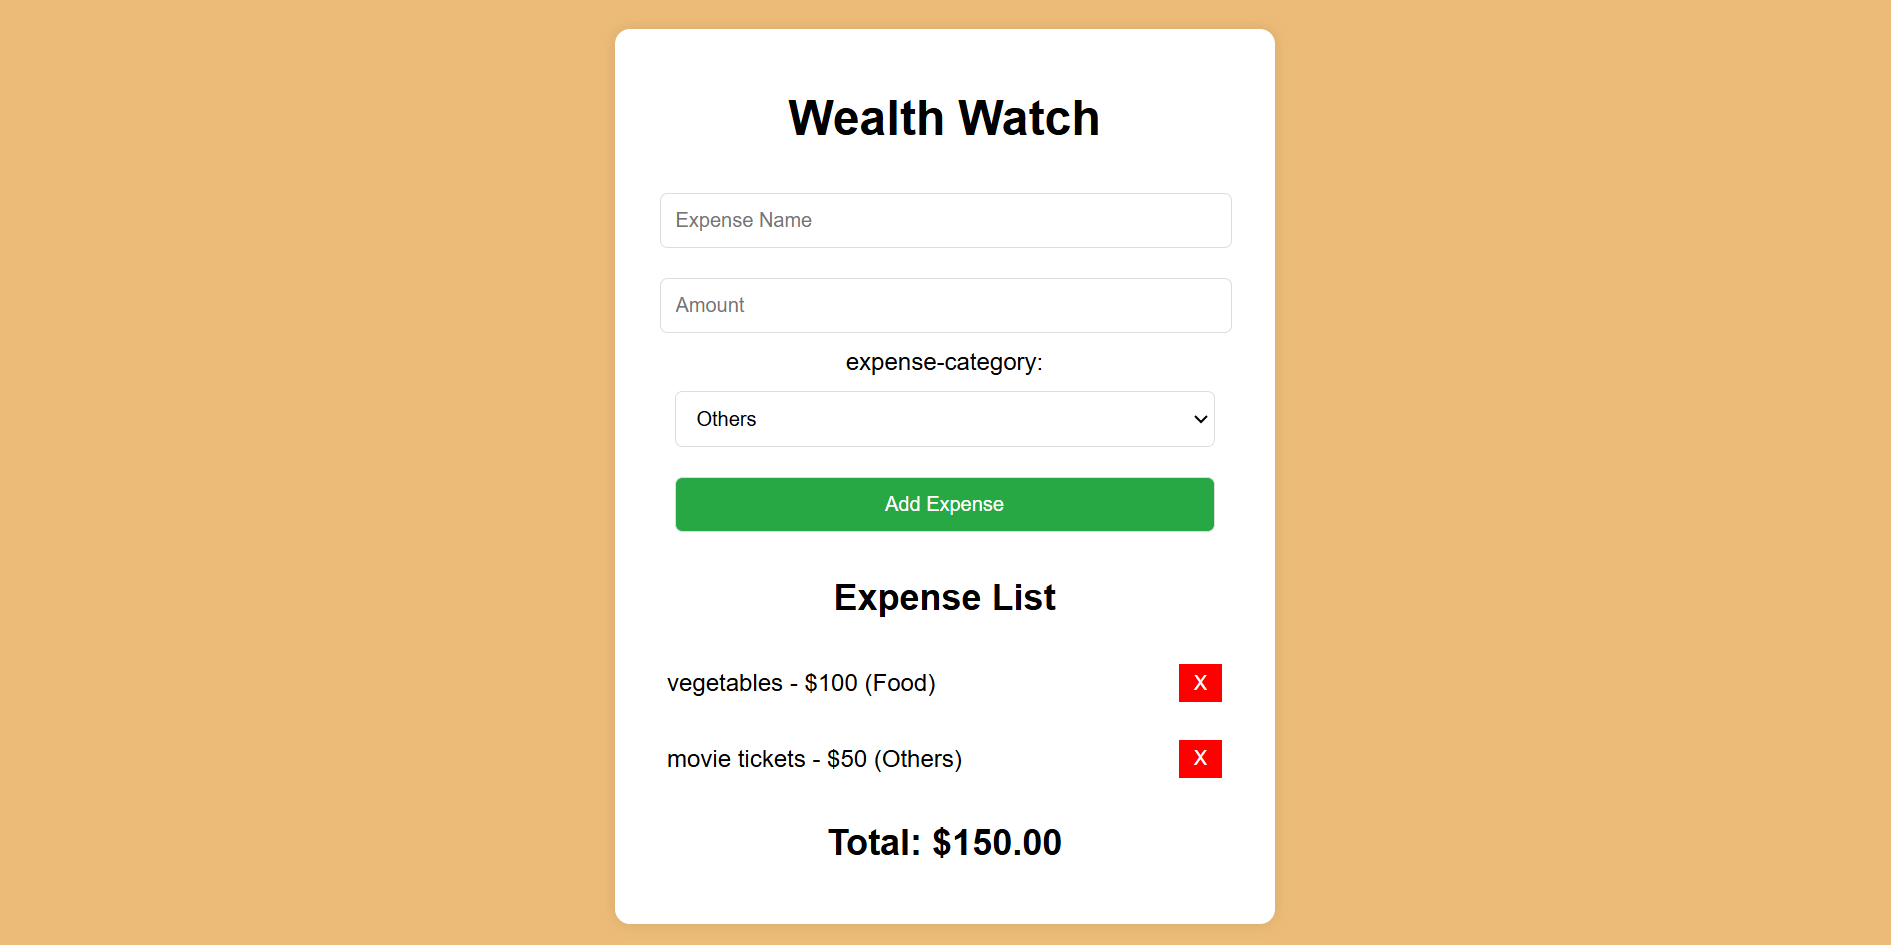 Wealth Watch
Expense Name
Amount
expense-category:
Others
Add Expense
Expense List
vegetables - $100 (Food)
X
movie tickets - $50 (Others)
X
Total: $150.00